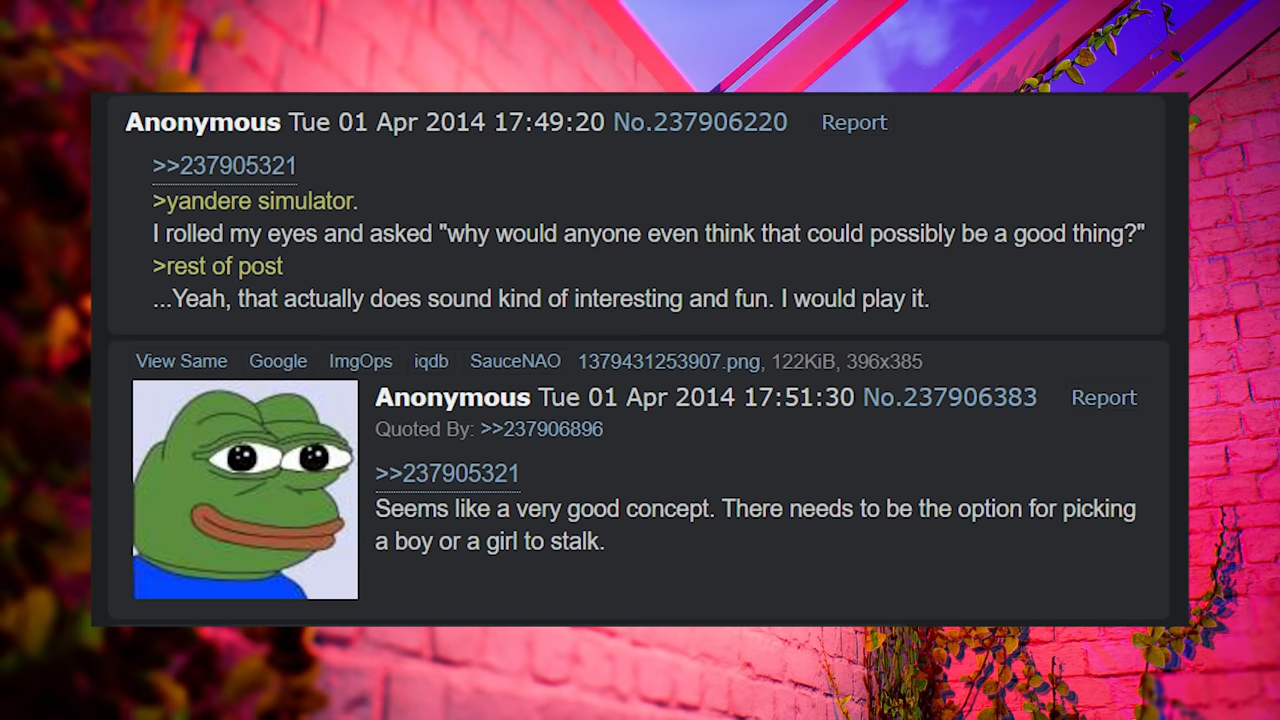 Anonymous Tue 01 Apr 2014 17:49:20 No.237906220 Report
>>237905321
>yandere simulator.
I rolled my eyes and asked "why would anyone even think that could possibly be a good thing?"
>rest of post
...Yeah, that actually does sound kind of interesting and fun. I would play it.
View Same Google ImgOps iqdb SauceNAO 1379431253907.png, 122KiB, 396x385
Anonymous Tue 01 Apr 2014 17:51:30 No.237906383 Report
Quoted By: >>237906896
>>237905321
Seems like a very good concept. There needs to be the option for picking
a boy or a girl to stalk.